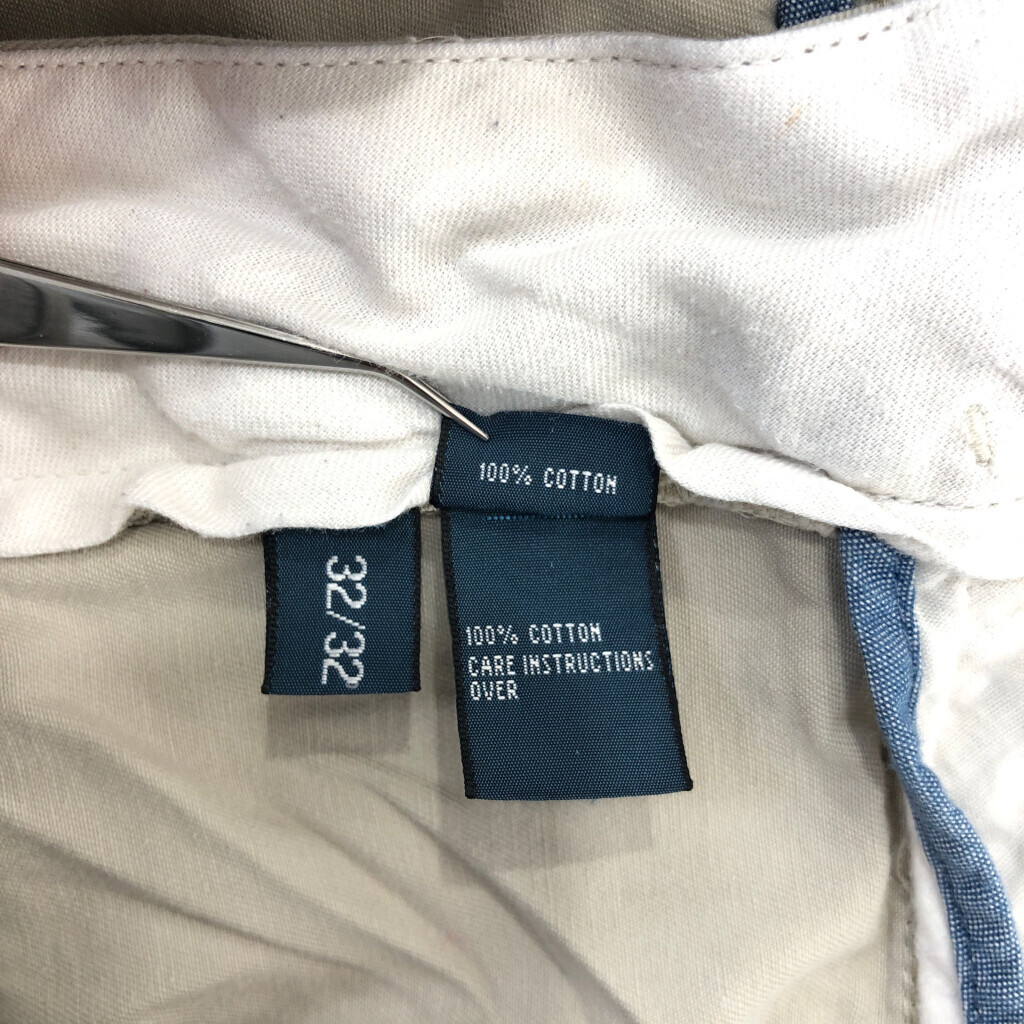 100% COTTON
32/32
100% COTTON
CARE INSTRUCTIONS
OVER